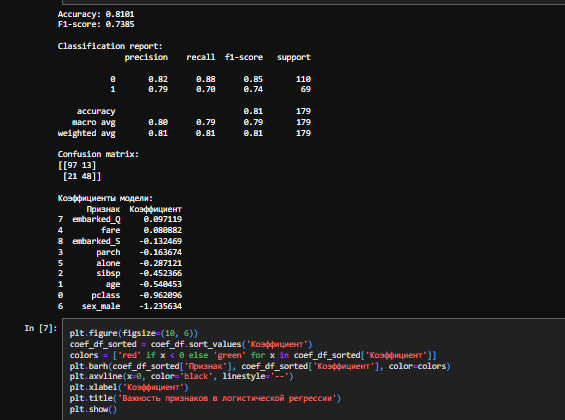 Accuracy: 0.8101
F1-score: 0.7385
Classification report:
precision recall f1-score support
0 0.82 0.88 0.85 110
1 0.79 0.70 0.74 69
accuracy 0.81 179
macro avg 0.80 0.79 0.79 179
weighted avg 0.81 0.81 0.81 179
Confusion matrix:
[[97 13]
[21 48]]
Коэффициенты модели:
Признак Коэффициент
7 embarked_Q 0.097119
4 fare 0.080882
8 embarked_S -0.132469
3 parch -0.163674
5 alone -0.287121
2 sibsp -0.452366
1 age -0.540453
0 pclass -0.962096
6 sex_male -1.235634
In [7]:
plt.figure(figsize=(10, 6))
coef_df_sorted = coef_df.sort_values('Коэффициент')
colors = ['red' if x < 0 else 'green' for x in coef_df_sorted['Коэффициент']]
plt.barh(coef_df_sorted['Признак'], coef_df_sorted['Коэффициент'], color=colors)
plt.axvline(x=0, color='black', linestyle='--')
plt.xlabel('Коэффициент')
plt.title('Важность признаков в логистической регрессии')
plt.show()